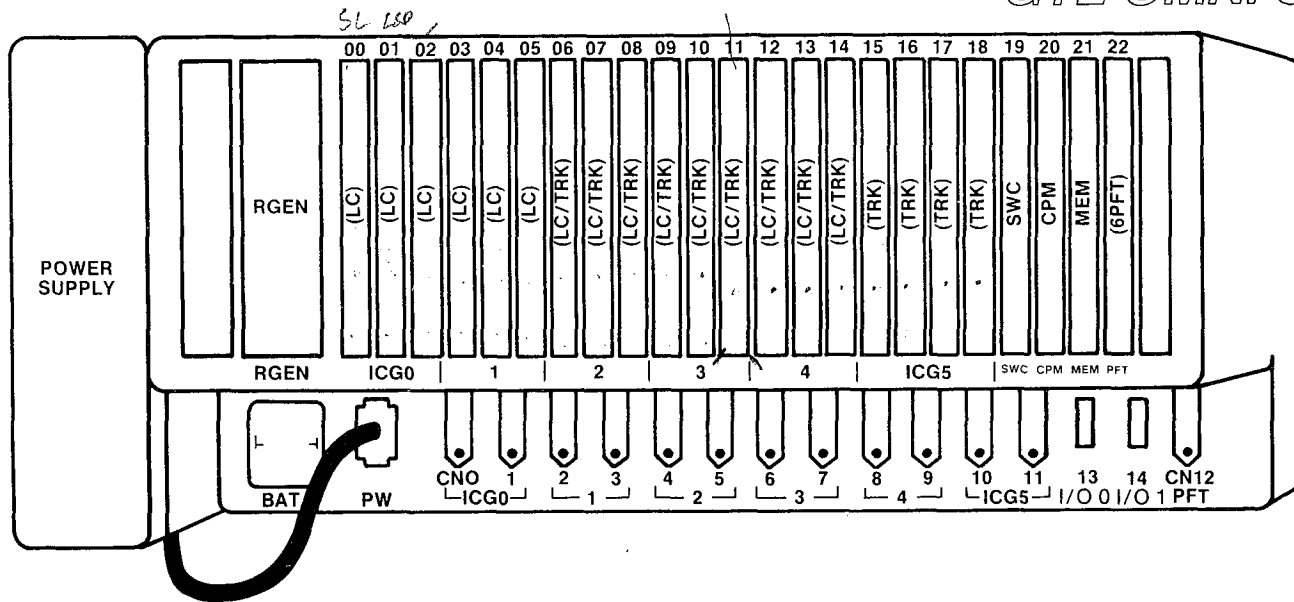 SL
00 01 02 03 04 05 06 07 08 09 10 11 12 13 14 15 16 17 18 19 20 21 22
RGEN (LC) (LC) (LC) (LC) (LC) (LC) (LC/TRK) (LC/TRK) (LC/TRK) (LC/TRK) (LC/TRK) (LC/TRK) (LC/TRK) (LC/TRK) (LC/TRK) (TRK) (TRK) (TRK) (TRK) SWC CPM MEM (6PFT)
POWER
SUPPLY
RGEN ICG0 1 2 3 4 ICG5 SWC CPM MEM PFT
CN0 1 2 3 4 5 6 7 8 9 10 11 13 14 CN12
BAT PW ICG0 1 2 3 4 ICG5 I/O 0 I/O 1 PFT